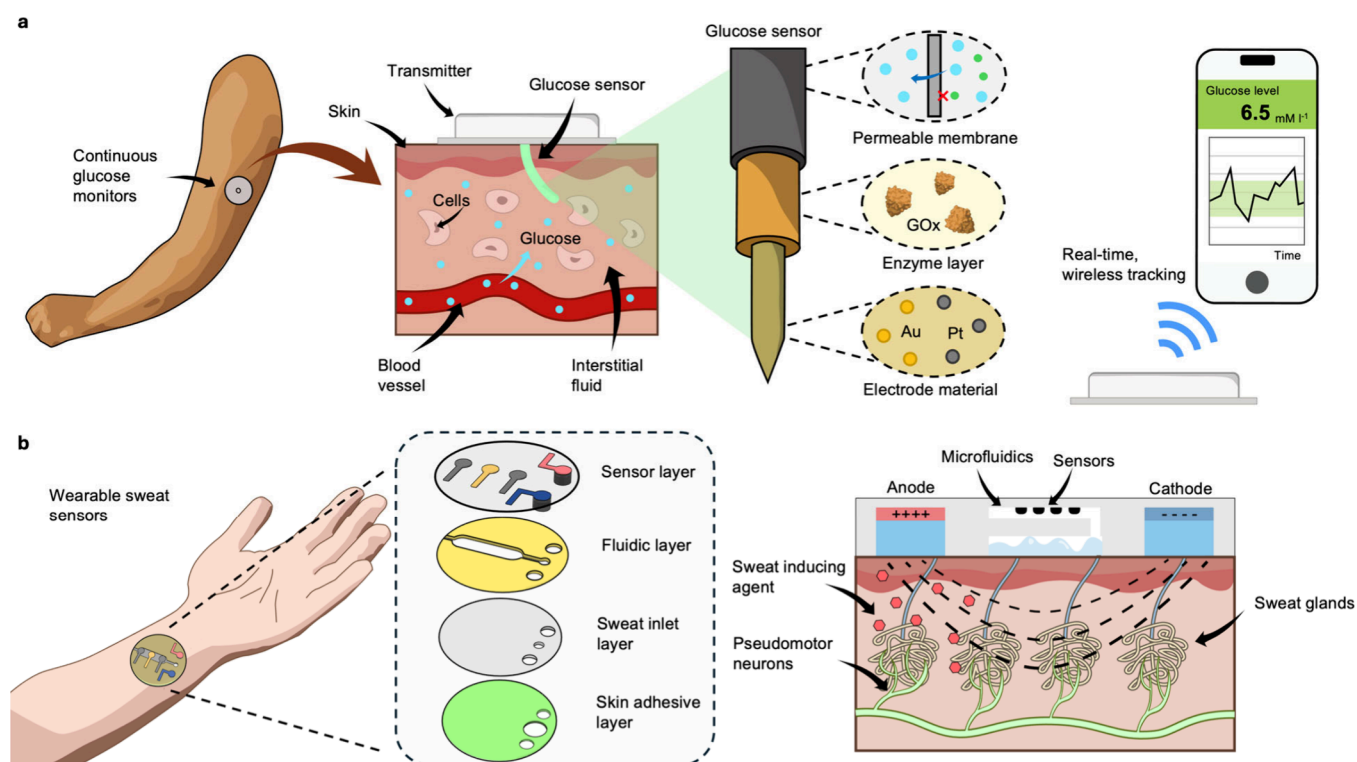 a
Continuous
glucose
monitors
Transmitter
Glucose sensor
Skin
Cells
Glucose
Blood
vessel
Interstitial
fluid
Glucose sensor
Permeable membrane
GOx
Enzyme layer
Au
Pt
Electrode material
Glucose level
6.5 mM l-1
Time
Real-time,
wireless tracking
b
Wearable sweat
sensors
Sensor layer
Fluidic layer
Sweat inlet
layer
Skin adhesive
layer
Microfluidics
Sensors
Anode
Cathode
++++
----
Sweat inducing
agent
Pseudomotor
neurons
Sweat glands